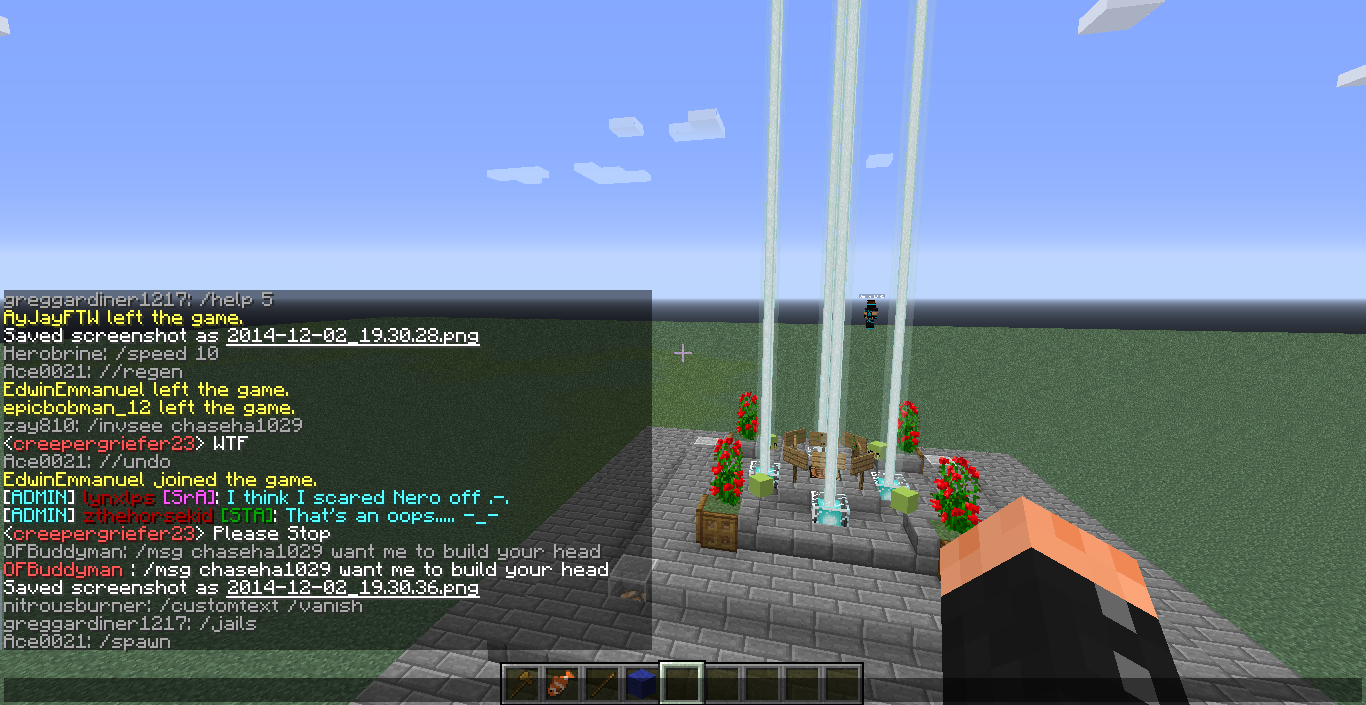 greggardiner1217: /help 5
AyJayFTW left the game.
Saved screenshot as 2014-12-02_19.30.28.png
Herobrine: /speed 10
Ace0021: //regen
EdwinEmmanuel left the game.
epicbobman_12 left the game.
zay810: /invsee chaseha1029
<creepergriefer23> WTF
Ace0021: //undo
EdwinEmmanuel joined the game.
[ADMIN] lynxlps [SrA]: I think I scared Nero off .-.
[ADMIN] zthehorsekid [STA]: That's an oops..... -_-
<creepergriefer23> Please Stop
OFBuddyman: /msg chaseha1029 want me to build your head
OFBuddyman : /msg chaseha1029 want me to build your head
Saved screenshot as 2014-12-02_19.30.36.png
nitrousburner: /customtext /vanish
greggardiner1217: /jails
Ace0021: /spawn